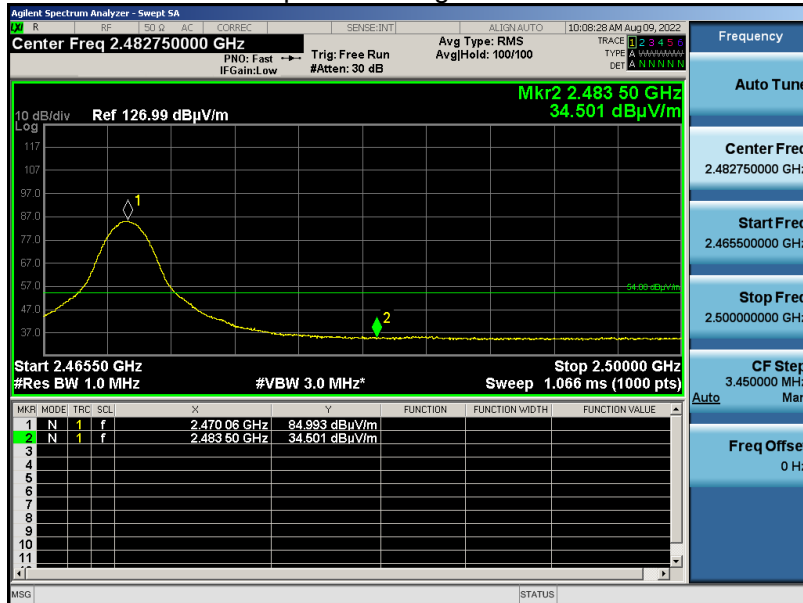 Agilent Spectrum Analyzer - Swept SA
LXI R RF 50 Ω AC CORREC SENSE:INT ALIGN AUTO 10:08:28 AM Aug 09, 2022
Center Freq 2.482750000 GHz
PNO: Fast
IFGain:Low
Trig: Free Run
#Atten: 30 dB
Avg Type: RMS
Avg|Hold: 100/100
TRACE 1 2 3 4 5 6
TYPE A
DET A N N N N N
Mkr2 2.483 50 GHz
34.501 dBµV/m
10 dB/div Ref 126.99 dBµV/m
Log
117
107
97.0
87.0
77.0
67.0
57.0
47.0
37.0
1
2
54.00 dBµV/m
Start 2.46550 GHz Stop 2.50000 GHz
#Res BW 1.0 MHz #VBW 3.0 MHz* Sweep 1.066 ms (1000 pts)
MKR MODE TRC SCL X Y FUNCTION FUNCTION WIDTH FUNCTION VALUE
1 N 1 f 2.470 06 GHz 84.993 dBµV/m
2 N 1 f 2.483 50 GHz 34.501 dBµV/m
3
4
5
6
7
8
9
10
11
MSG STATUS
Frequency
Auto Tune
Center Freq
2.482750000 GHz
Start Freq
2.465500000 GHz
Stop Freq
2.500000000 GHz
CF Step
3.450000 MHz
Auto Man
Freq Offset
0 Hz